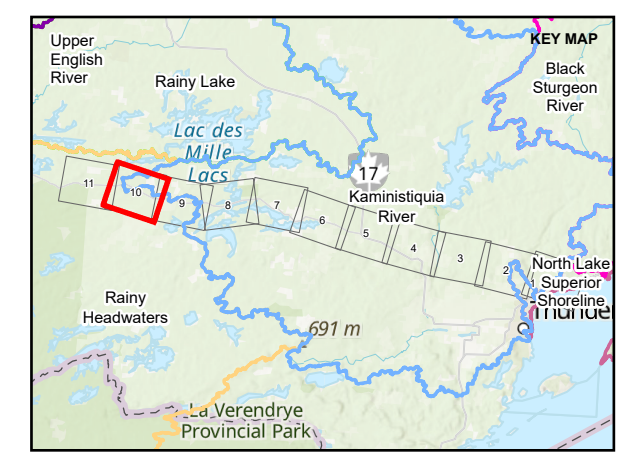 KEY MAP
Upper
English
River
Rainy Lake
Black
Sturgeon
River
Lac des
Mille
Lacs
17
11
10
9
8
7
6
5
4
3
2
Kaministiquia
River
North Lake
Superior
Shoreline
Thunder
Rainy
Headwaters
691 m
La Verendrye
Provincial Park